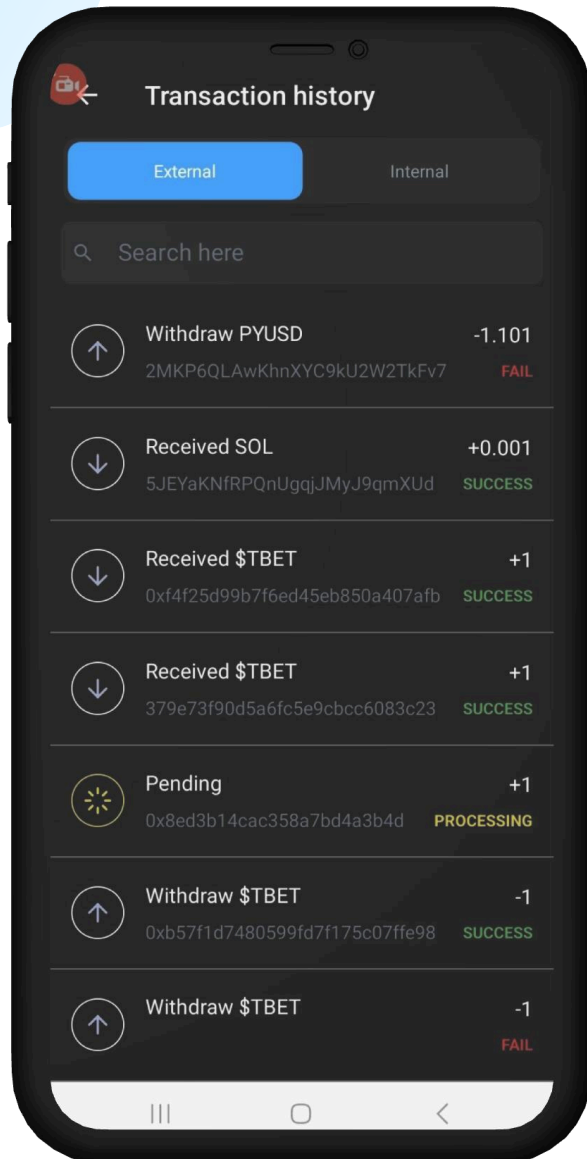 Transaction history
External
Internal
Search here
Withdraw PYUSD
-1.101
2MKP6QLAwKhnXYC9kU2W2TkFv7
FAIL
Received SOL
+0.001
5JEYaKNfRPQnUgqjJMyJ9qmXUd
SUCCESS
Received $TBET
+1
0xf4f25d99b7f6ed45eb850a407afb
SUCCESS
Received $TBET
+1
379e73f90d5a6fc5e9cbcc6083c23
SUCCESS
Pending
+1
0x8ed3b14cac358a7bd4a3b4d
PROCESSING
Withdraw $TBET
-1
0xb57f1d7480599fd7f175c07ffe98
SUCCESS
Withdraw $TBET
-1
FAIL